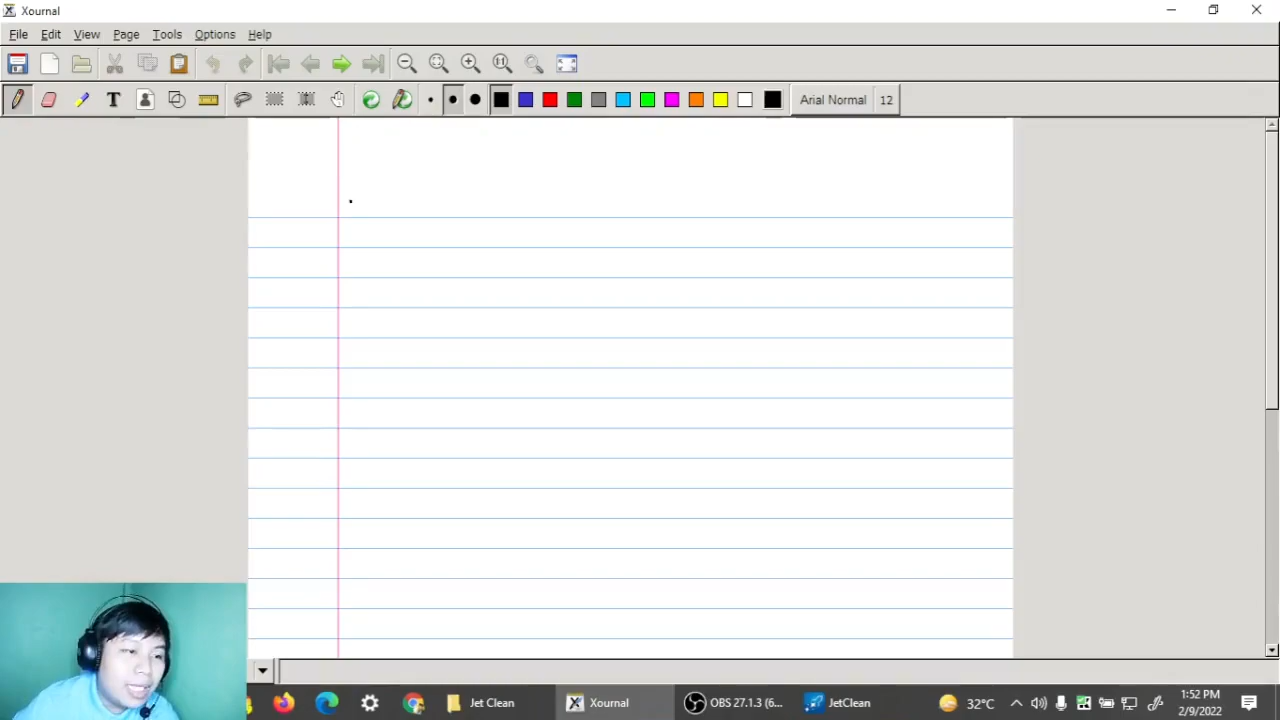 Xournal
File Edit View Page Tools Options Help
T Arial Normal 12
Jet Clean Xournal OBS 27.1.3 (6... JetClean 32°C 1:52 PM
2/9/2022